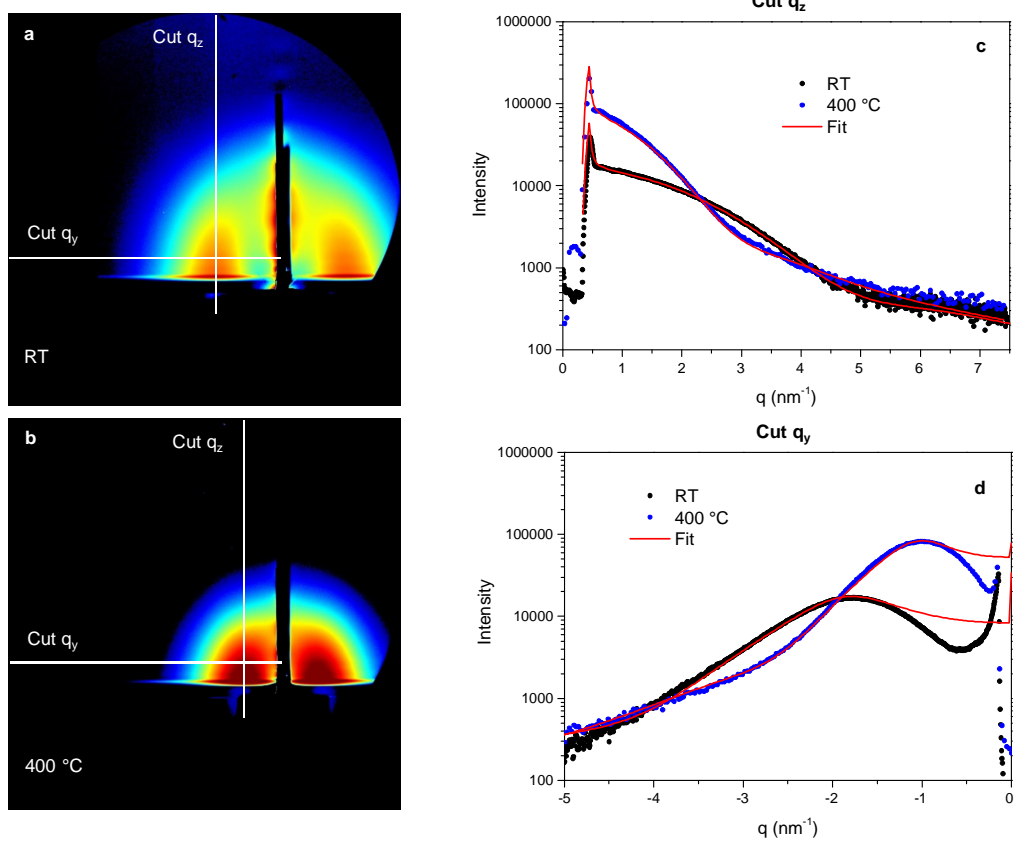 a
Cut qz
Cut qy
RT
b
Cut qz
Cut qy
400 °C
Cut qz
c
1000000
100000
10000
1000
100
Intensity
RT
400 °C
Fit
0
1
2
3
4
5
6
7
q (nm-1)
Cut qy
d
1000000
100000
10000
1000
100
Intensity
RT
400 °C
Fit
-5
-4
-3
-2
-1
0
q (nm-1)